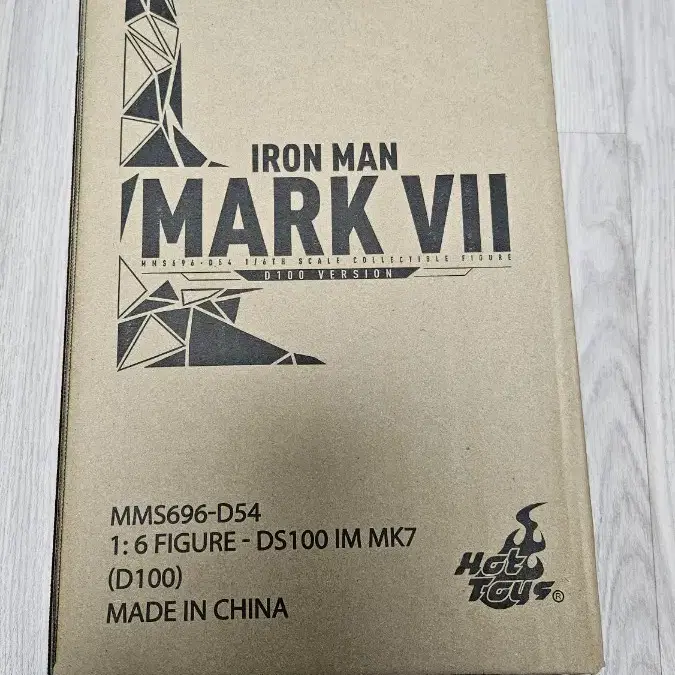 IRON MAN
MARK VII
MMS696-D54 1/6TH SCALE COLLECTIBLE FIGURE
D100 VERSION
MMS696-D54
1: 6 FIGURE - DS100 IM MK7
(D100)
MADE IN CHINA
Hot
Toys®